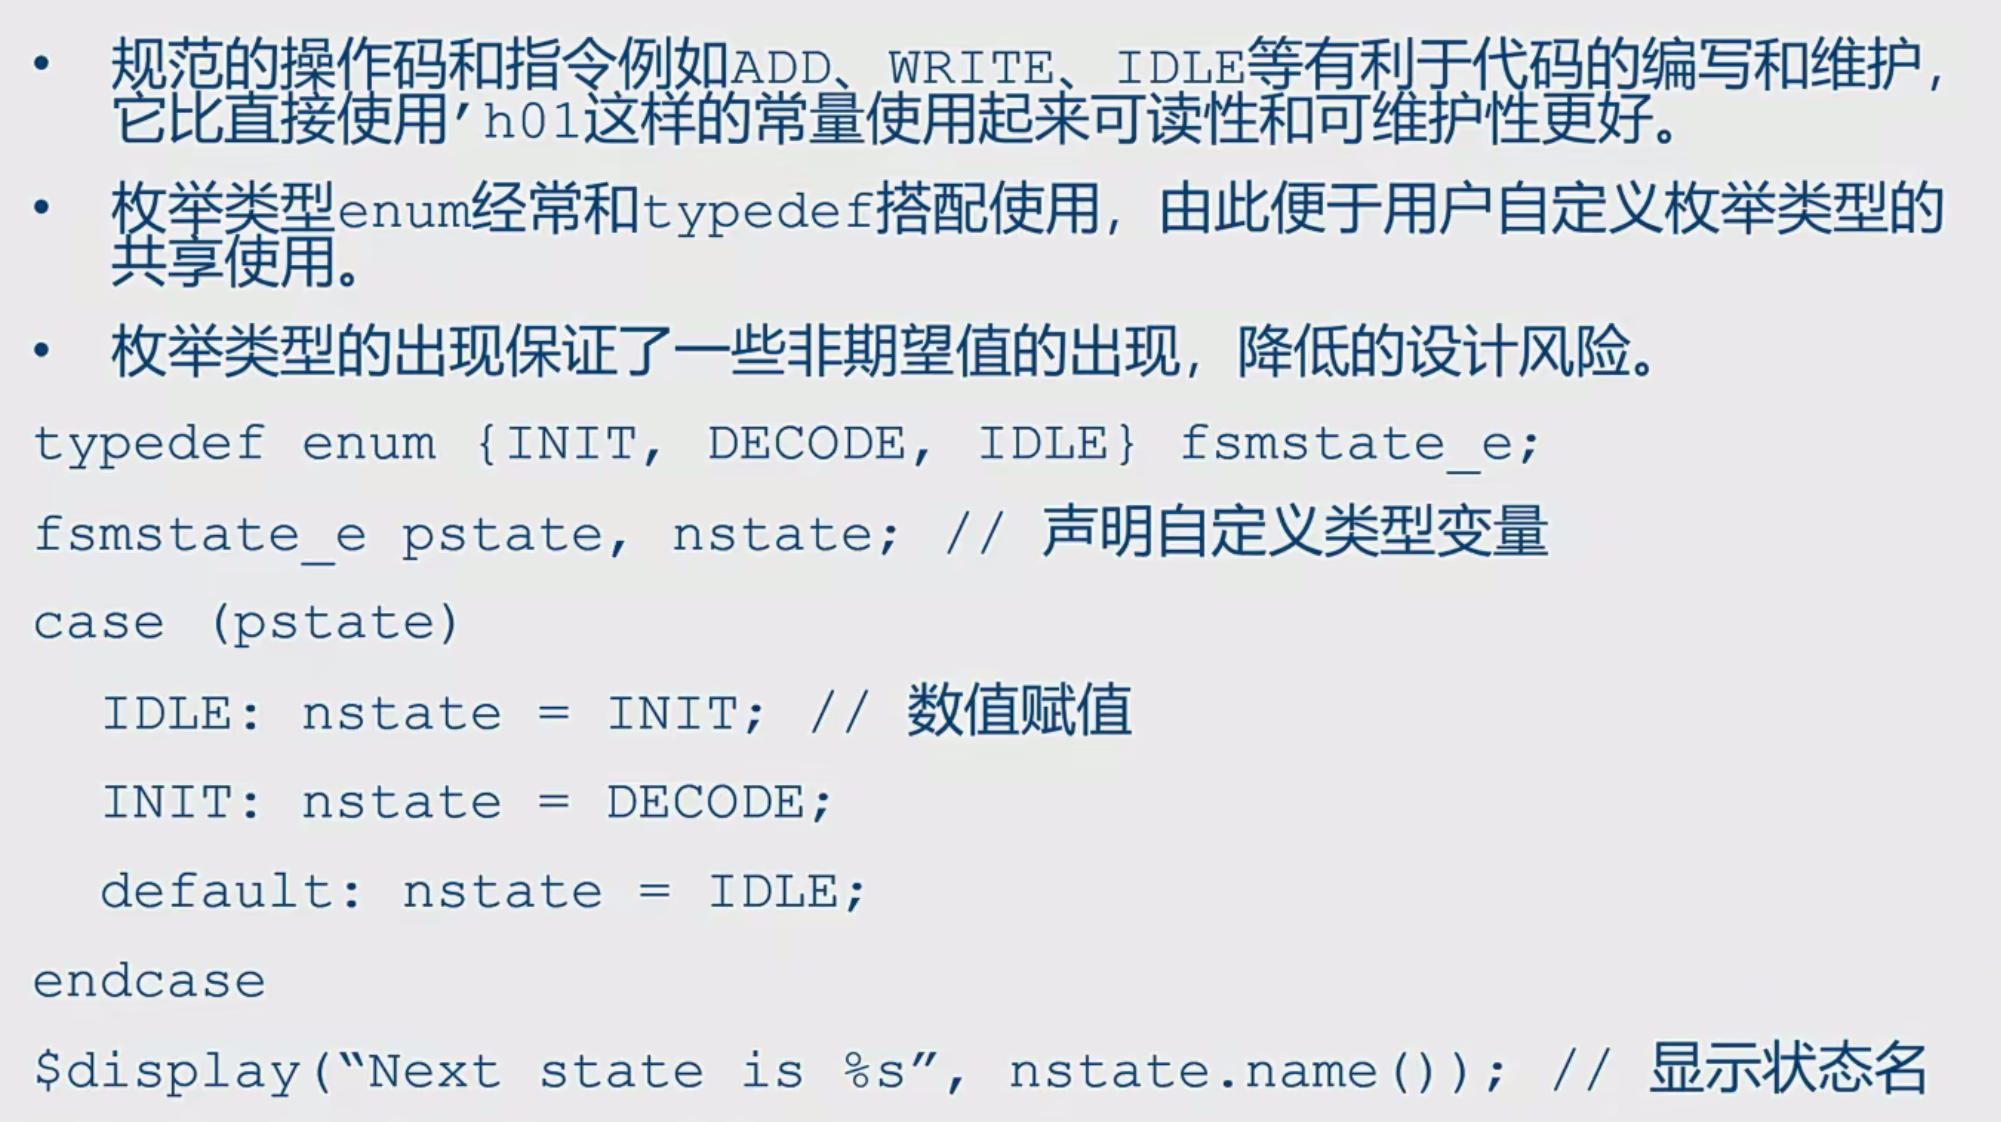 • 规范的操作码和指令例如ADD、WRITE、IDLE等有利于代码的编写和维护，
它比直接使用’h01这样的常量使用起来可读性和可维护性更好。
• 枚举类型enum经常和typedef搭配使用，由此便于用户自定义枚举类型的
共享使用。
• 枚举类型的出现保证了一些非期望值的出现，降低的设计风险。
typedef enum {INIT, DECODE, IDLE} fsmstate_e;
fsmstate_e pstate, nstate; // 声明自定义类型变量
case (pstate)
IDLE: nstate = INIT; // 数值赋值
INIT: nstate = DECODE;
default: nstate = IDLE;
endcase
$display(“Next state is %s”, nstate.name()); // 显示状态名